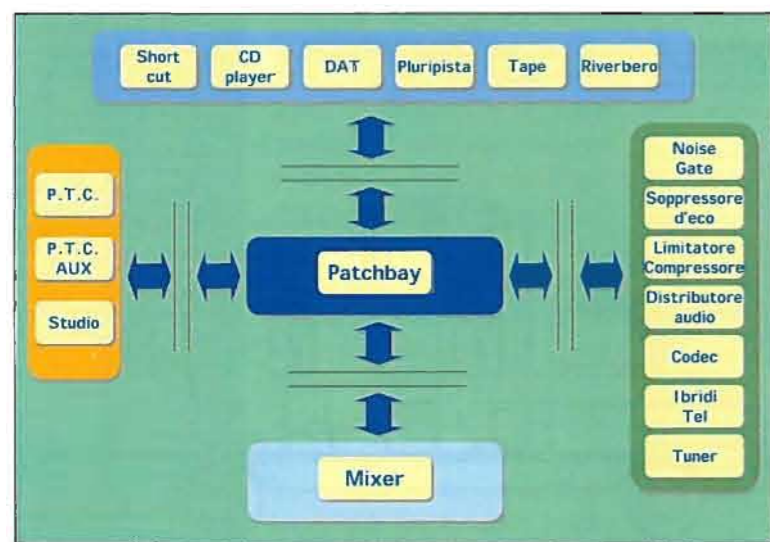 Short
cut
CD
player
DAT
Pluripista
Tape
Riverbero
P.T.C.
P.T.C.
AUX
Studio
Patchbay
Noise
Gate
Soppressore
d'eco
Limitatore
Compressore
Distributore
audio
Codec
Ibridi
Tel
Tuner
Mixer